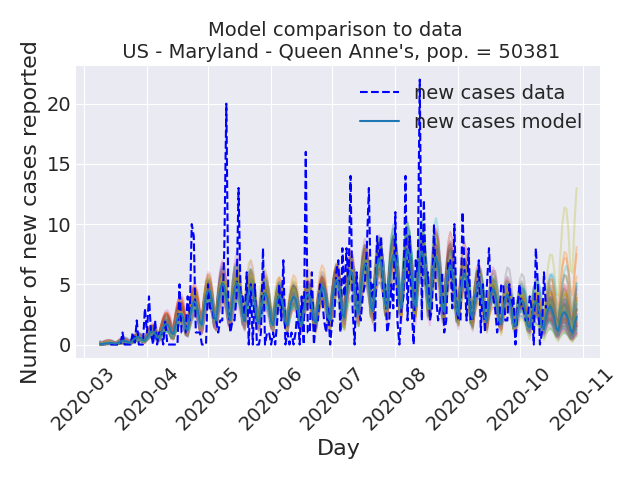 Model comparison to data
US - Maryland - Queen Anne's, pop. = 50381
Number of new cases reported
20
15
10
5
0
new cases data
new cases model
2020-03
2020-04
2020-05
2020-06
2020-07
2020-08
2020-09
2020-10
2020-11
Day